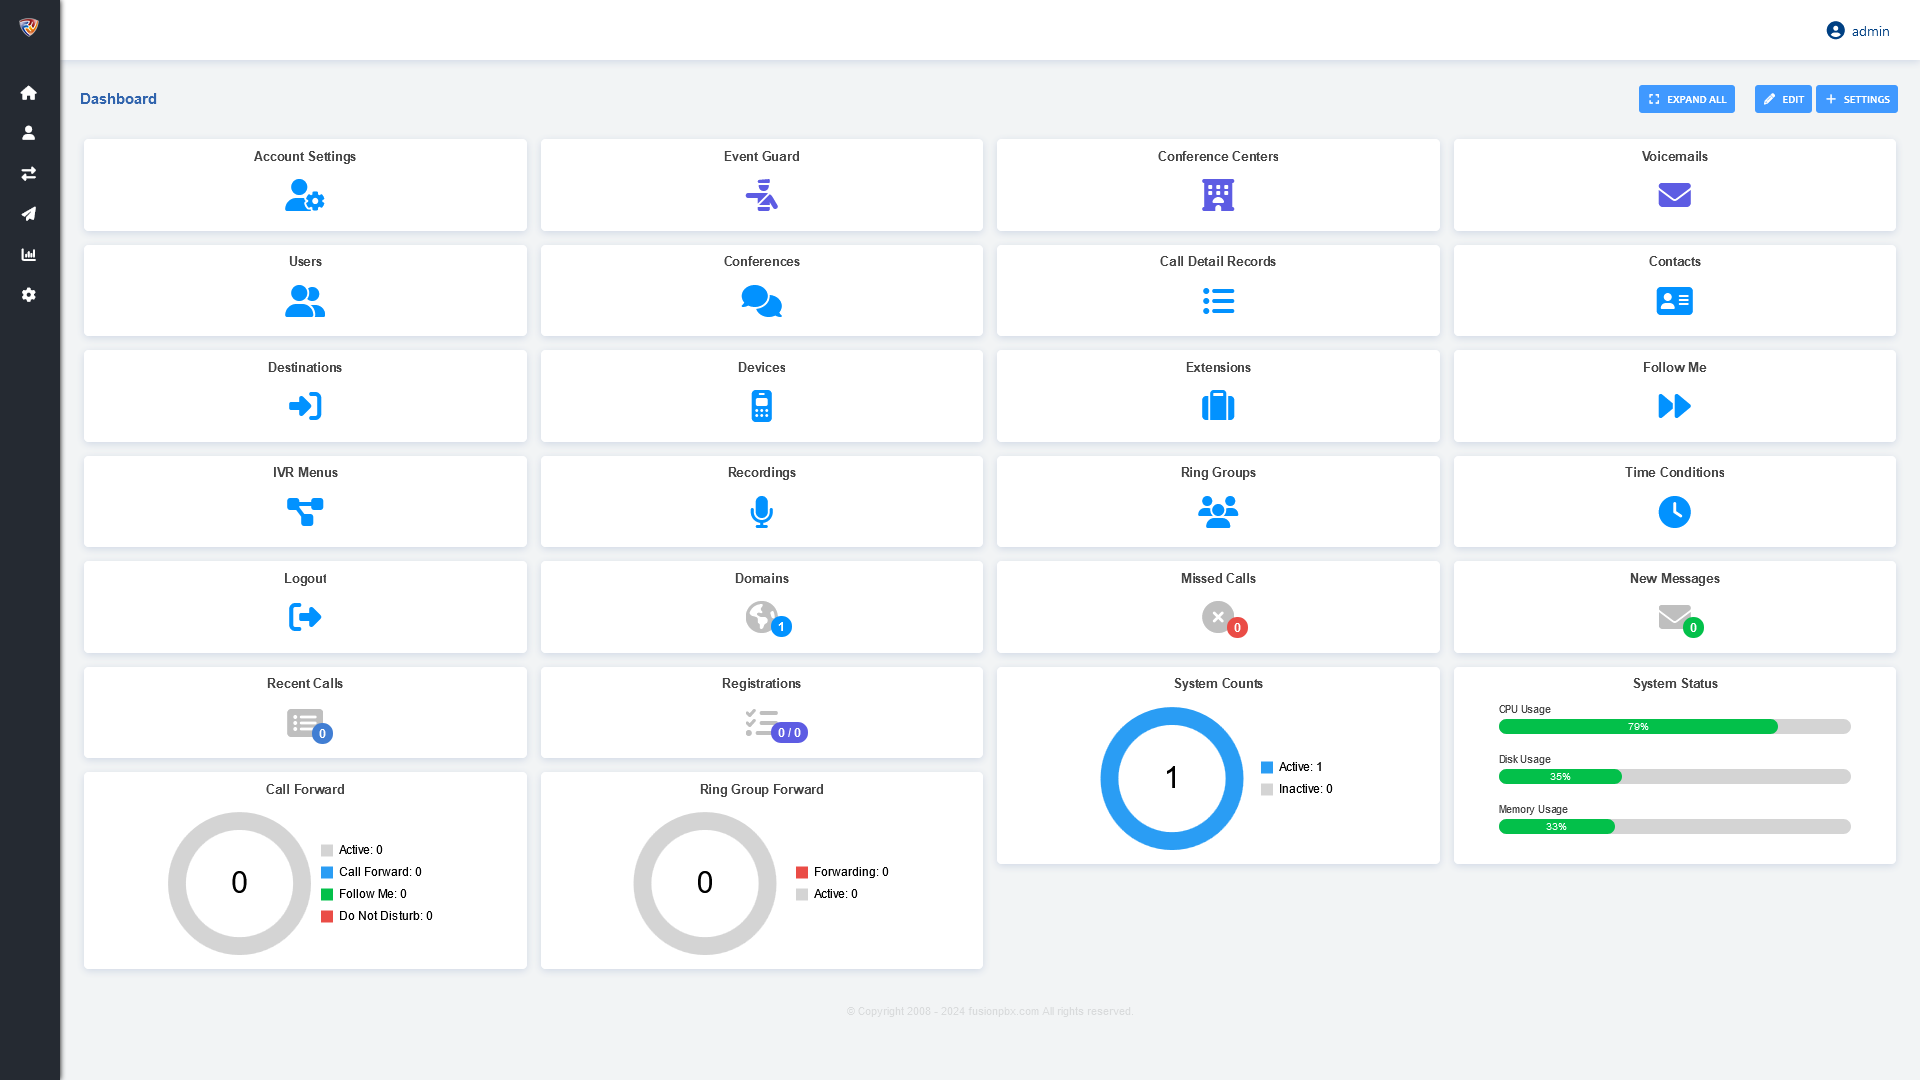 admin
Dashboard
EXPAND ALL
EDIT
SETTINGS
Account Settings
Event Guard
Conference Centers
Voicemails
Users
Conferences
Call Detail Records
Contacts
Destinations
Devices
Extensions
Follow Me
IVR Menus
Recordings
Ring Groups
Time Conditions
Logout
Domains
1
Missed Calls
0
New Messages
0
Recent Calls
0
Registrations
0 / 0
System Counts
1
Active: 1
Inactive: 0
System Status
CPU Usage
79%
Disk Usage
35%
Memory Usage
33%
Call Forward
0
Active: 0
Call Forward: 0
Follow Me: 0
Do Not Disturb: 0
Ring Group Forward
0
Forwarding: 0
Active: 0
© Copyright 2008 - 2024 fusionpbx.com All rights reserved.